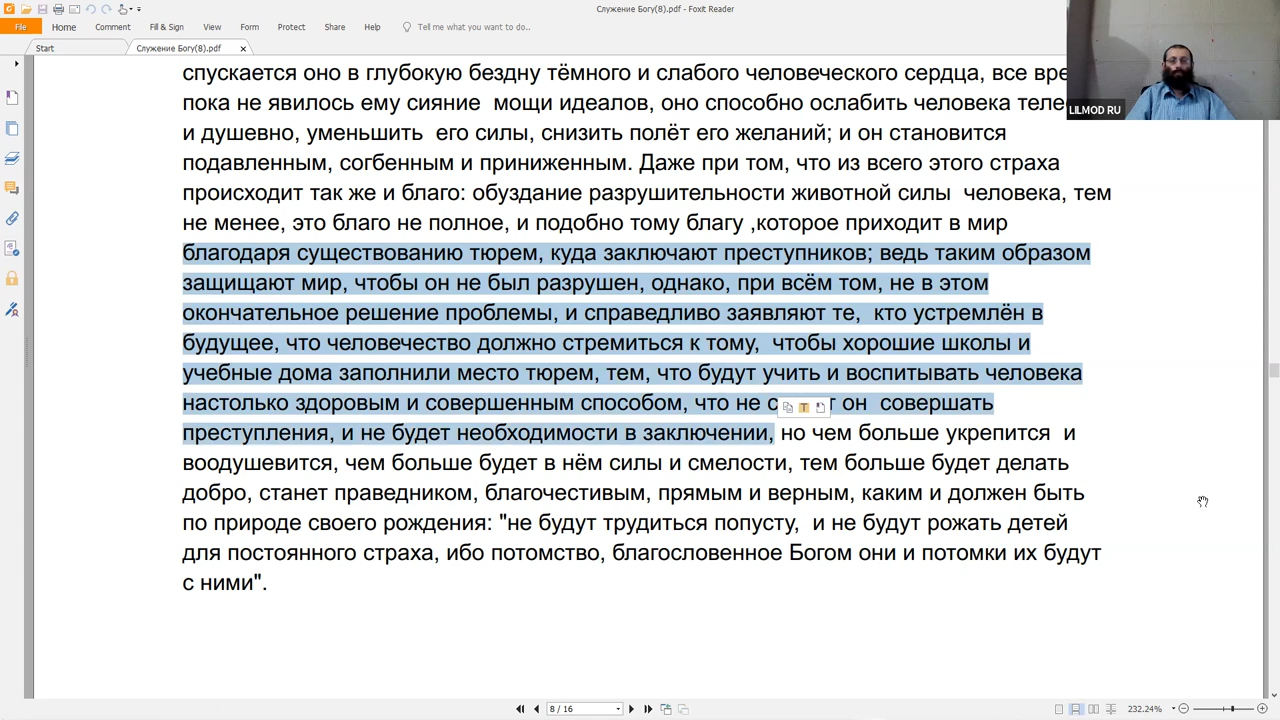 Служение Богу(8).pdf - Foxit Reader
File Home Comment Fill & Sign View Form Protect Share Help Tell me what you want to do..
Start Служение Богу(8).pdf
LILMOD RU
спускается оно в глубокую бездну тёмного и слабого человеческого сердца, все
пока не явилось ему сияние мощи идеалов, оно способно ослабить человека
и душевно, уменьшить его силы, снизить полёт его желаний; и он становится
подавленным, согбенным и приниженным. Даже при том, что из всего этого страха
происходит так же и благо: обуздание разрушительности животной силы человека, тем
не менее, это благо не полное, и подобно тому благу ,которое приходит в мир
благодаря существованию тюрем, куда заключают преступников; ведь таким образом
защищают мир, чтобы он не был разрушен, однако, при всём том, не в этом
окончательное решение проблемы, и справедливо заявляют те, кто устремлён в
будущее, что человечество должно стремиться к тому, чтобы хорошие школы и
учебные дома заполнили место тюрем, тем, что будут учить и воспитывать человека
настолько здоровым и совершенным способом, что не он совершать
преступления, и не будет необходимости в заключении, но чем больше укрепится и
воодушевится, чем больше будет в нём силы и смелости, тем больше будет делать
добро, станет праведником, благочестивым, прямым и верным, каким и должен быть
по природе своего рождения: "не будут трудиться попусту, и не будут рожать детей
для постоянного страха, ибо потомство, благословенное Богом они и потомки их будут
с ними".
8 / 16 232.24%